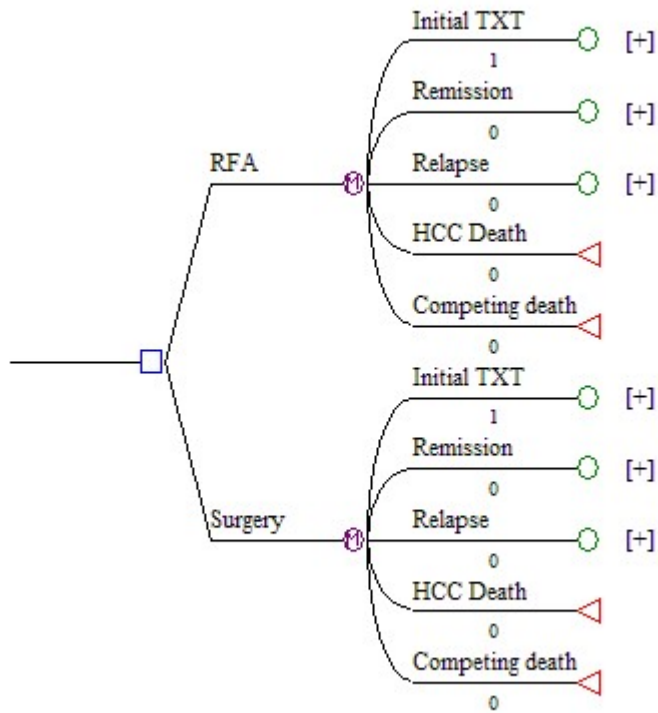 Initial TXT
1
[+]
Remission
0
[+]
RFA
M
Relapse
0
[+]
HCC Death
0
Competing death
0
Initial TXT
1
[+]
Remission
0
[+]
Surgery
M
Relapse
0
[+]
HCC Death
0
Competing death
0